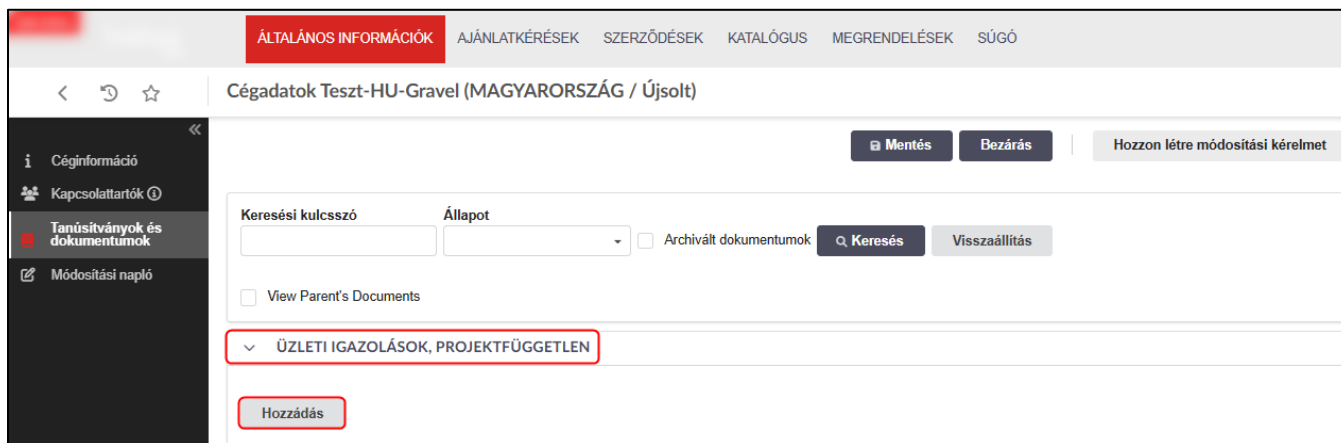 ÁLTALÁNOS INFORMÁCIÓK AJÁNLATKÉRÉSEK SZERZŐDÉSEK KATALÓGUS MEGRENDELÉSEK SÚGÓ
Cégadatok Teszt-HU-Gravel (MAGYARORSZÁG / Újsolt)
Mentés Bezárás Hozzon létre módosítási kérelmet
Céginformáció
Kapcsolattartók
Tanúsítványok és
dokumentumok
Módosítási napló
Keresési kulcsszó Állapot
Archivált dokumentumok Keresés Visszaállítás
View Parent's Documents
ÜZLETI IGAZOLÁSOK, PROJEKTFÜGGETLEN
Hozzádás